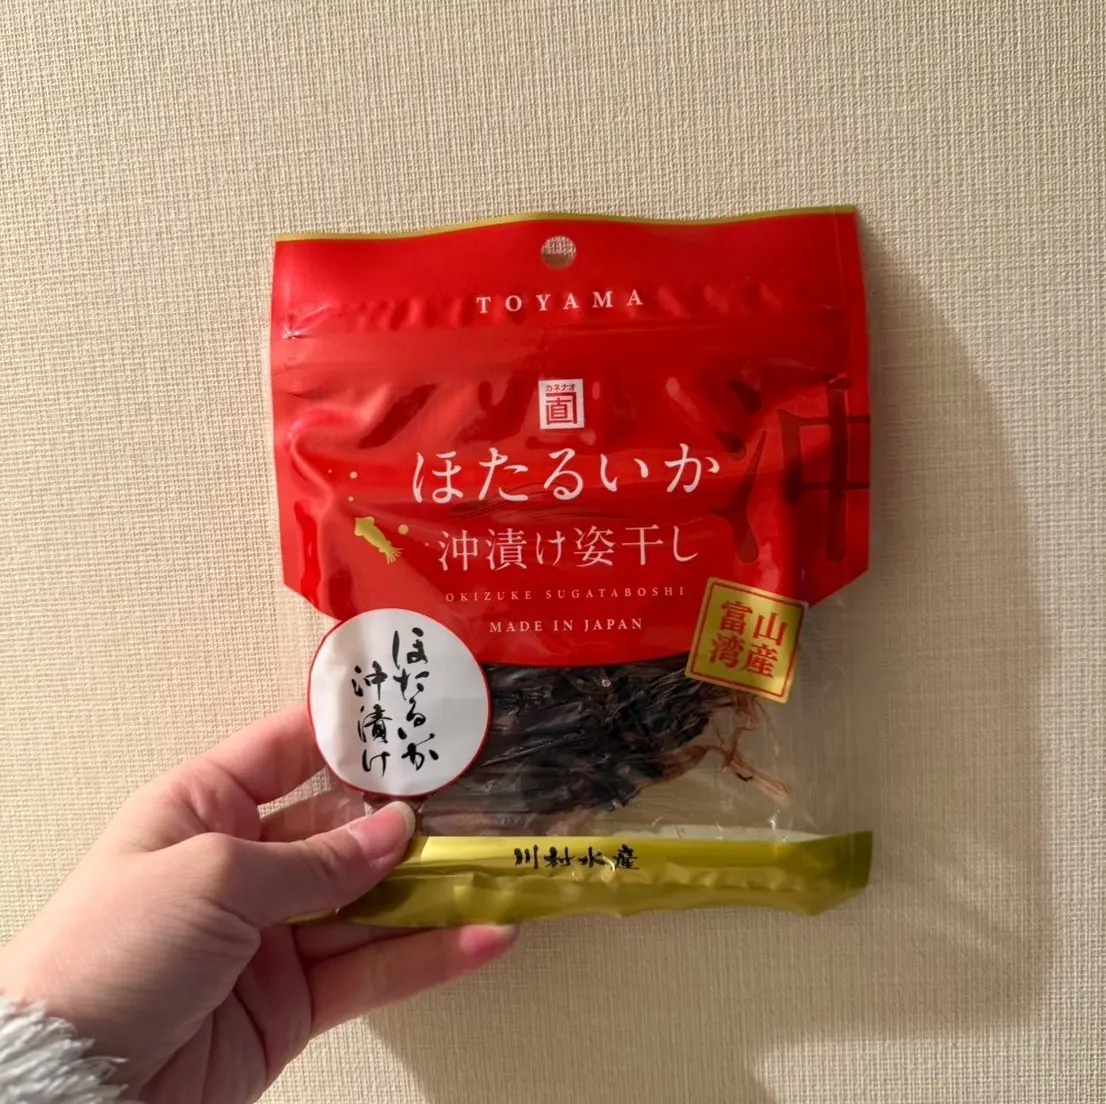 TOYAMA
カネナオ
直
ほたるいか
沖漬け姿干し
OKIZUKE SUGATABOSHI
MADE IN JAPAN
沖
富山
湾産
ほたるいか
沖漬け
川村水産